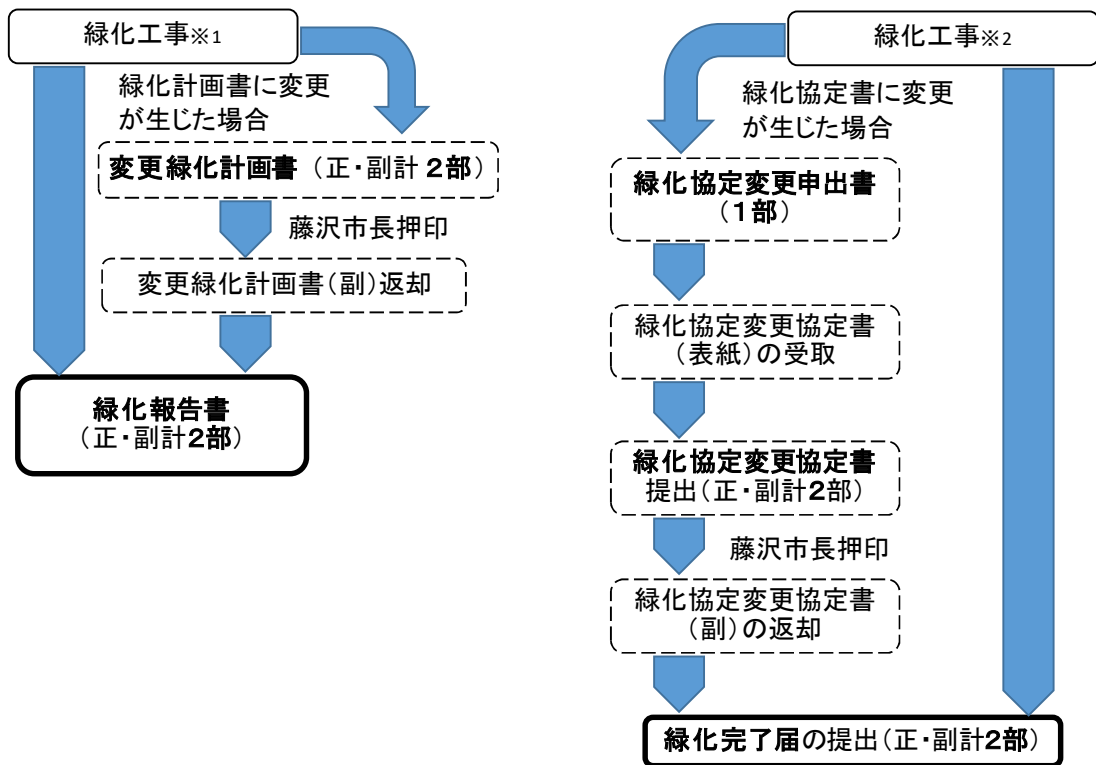 緑化工事※1
緑化計画書に変更
が生じた場合
変更緑化計画書（正・副計２部）
藤沢市長押印
変更緑化計画書（副）返却
緑化報告書
（正・副計２部）
緑化工事※2
緑化協定書に変更
が生じた場合
緑化協定変更申出書
（１部）
緑化協定変更協定書
（表紙）の受取
緑化協定変更協定書
提出（正・副計２部）
藤沢市長押印
緑化協定変更協定書
（副）の返却
緑化完了届の提出（正・副計２部）